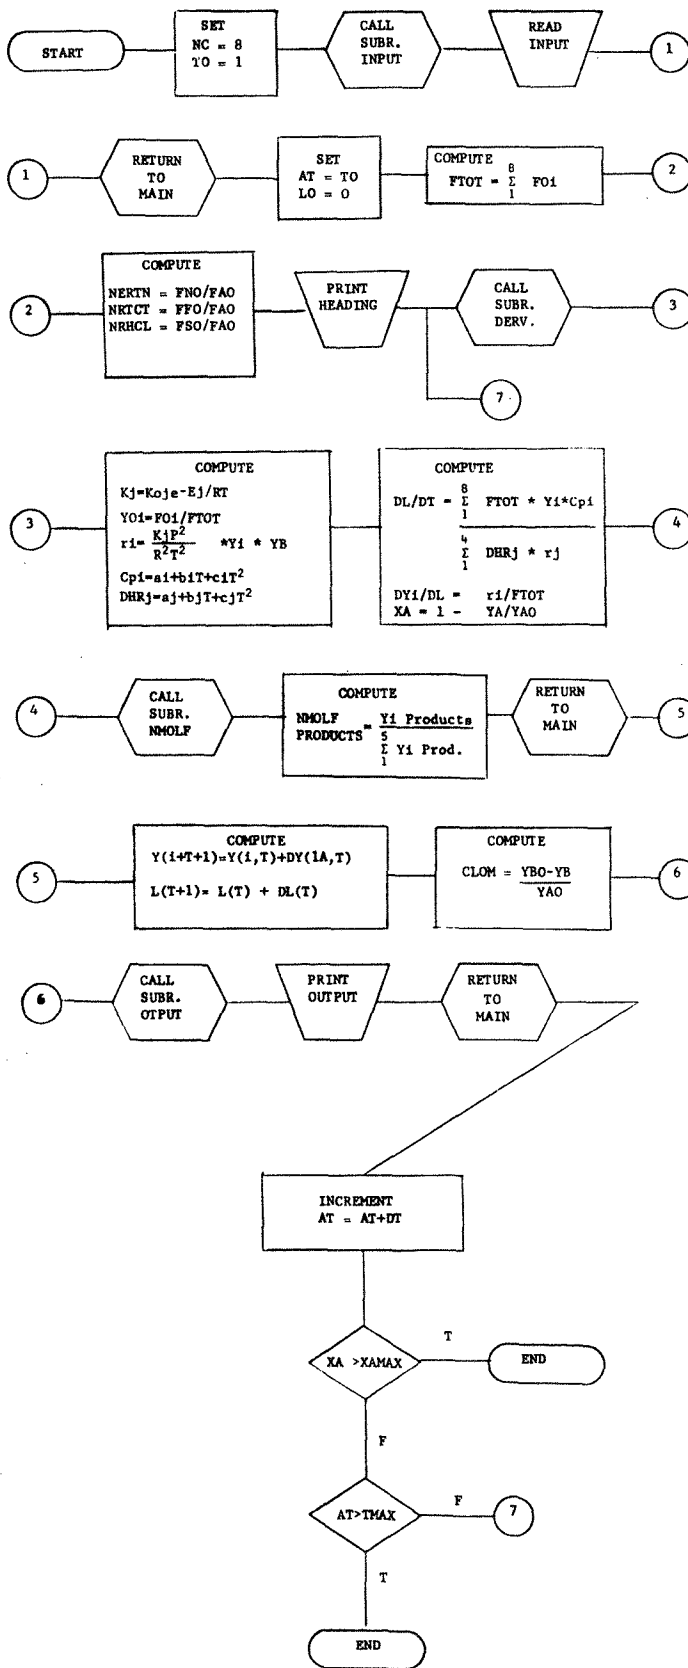 START
SET
NC = 8
TO = 1
CALL
SUBR.
INPUT
READ
INPUT
1
1
RETURN
TO
MAIN
SET
AT = TO
LO = O
COMPUTE
FTOT = 8 Σ 1 FOi
2
2
COMPUTE
NERTN = FNO/FAO
NRTCT = FFO/FAO
NRHCL = FSO/FAO
PRINT
HEADING
CALL
SUBR.
DERV.
3
7
3
COMPUTE
Kj=Koje-Ej/RT
YOi=FOi/FTOT
ri= KjP²/R²T² *Yi * YB
Cpi=ai+biT+ciT²
DHRj=aj+bjT+cjT²
COMPUTE
DL/DT = 8 Σ 1 FTOT * Yi*Cpi
4 Σ 1 DHRj * rj
DYi/DL = ri/FTOT
XA = 1 - YA/YAO
4
4
CALL
SUBR.
NMOLF
COMPUTE
NMOLF
PRODUCTS
= Yi Products
5 Σ 1 Yi Prod.
RETURN
TO
MAIN
5
5
COMPUTE
Y(i+T+1)=Y(i,T)+DY(1A,T)
L(T+1)= L(T) + DL(T)
COMPUTE
CLOM = YBO-YB
YAO
6
6
CALL
SUBR.
OTPUT
PRINT
OUTPUT
RETURN
TO
MAIN
INCREMENT
AT = AT+DT
XA >XAMAX
T
END
F
AT>TMAX
F
7
T
END